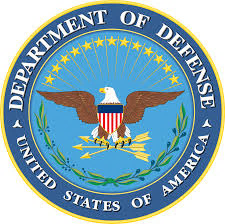 DEPARTMENT OF DEFENSE
UNITED STATES OF AMERICA